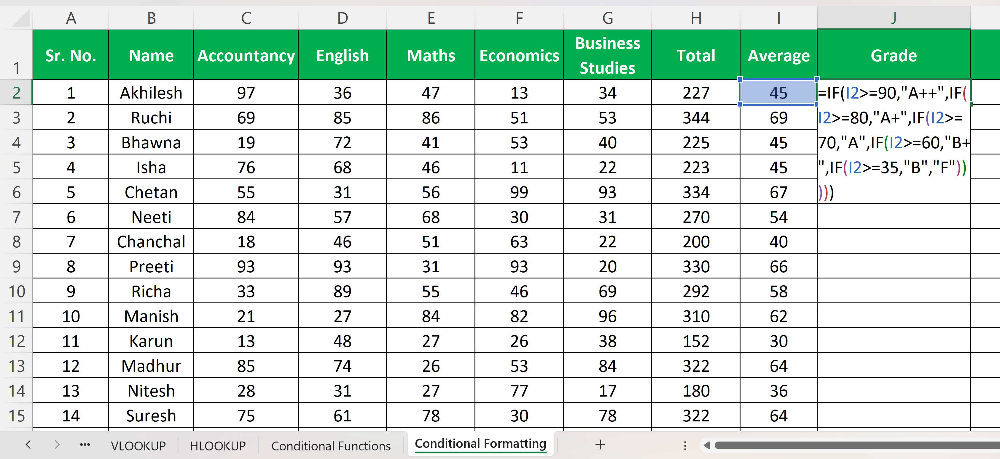 A B C D E F G H I J
1 Sr. No. Name Accountancy English Maths Economics Business Studies Total Average Grade
2 1 Akhilesh 97 36 47 13 34 227 45 =IF(I2>=90,"A++",IF(
3 2 Ruchi 69 85 86 51 53 344 69 I2>=80,"A+",IF(I2>=
4 3 Bhawna 19 72 41 53 40 225 45 70,"A",IF(I2>=60,"B+
5 4 Isha 76 68 46 11 22 223 45 ",IF(I2>=35,"B","F"))
6 5 Chetan 55 31 56 99 93 334 67 )))
7 6 Neeti 84 57 68 30 31 270 54
8 7 Chanchal 18 46 51 63 22 200 40
9 8 Preeti 93 93 31 93 20 330 66
10 9 Richa 33 89 55 46 69 292 58
11 10 Manish 21 27 84 82 96 310 62
12 11 Karun 13 48 27 26 38 152 30
13 12 Madhur 85 74 26 53 84 322 64
14 13 Nitesh 28 31 27 77 17 180 36
15 14 Suresh 75 61 78 30 78 322 64
VLOOKUP HLOOKUP Conditional Functions Conditional Formatting